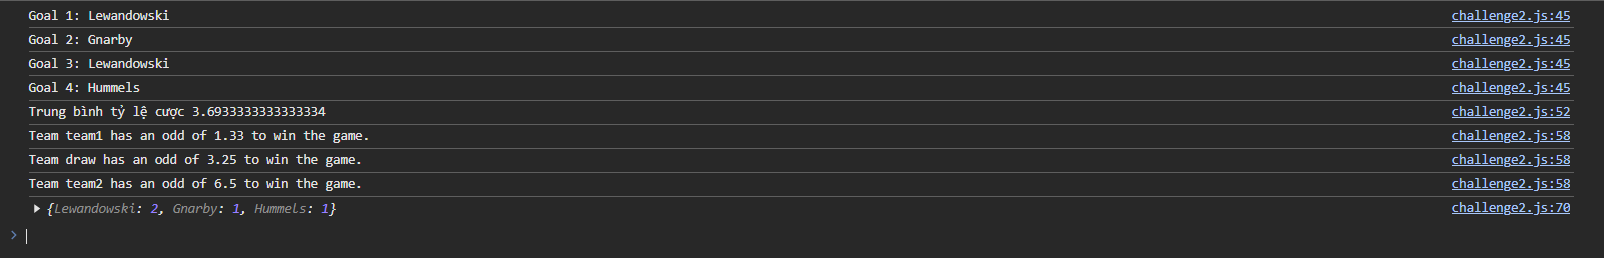 Goal 1: Lewandowski challenge2.js:45
Goal 2: Gnarby challenge2.js:45
Goal 3: Lewandowski challenge2.js:45
Goal 4: Hummels challenge2.js:45
Trung bình tỷ lệ cược 3.6933333333333334 challenge2.js:52
Team team1 has an odd of 1.33 to win the game. challenge2.js:58
Team draw has an odd of 3.25 to win the game. challenge2.js:58
Team team2 has an odd of 6.5 to win the game. challenge2.js:58
▶ {Lewandowski: 2, Gnarby: 1, Hummels: 1} challenge2.js:70
>